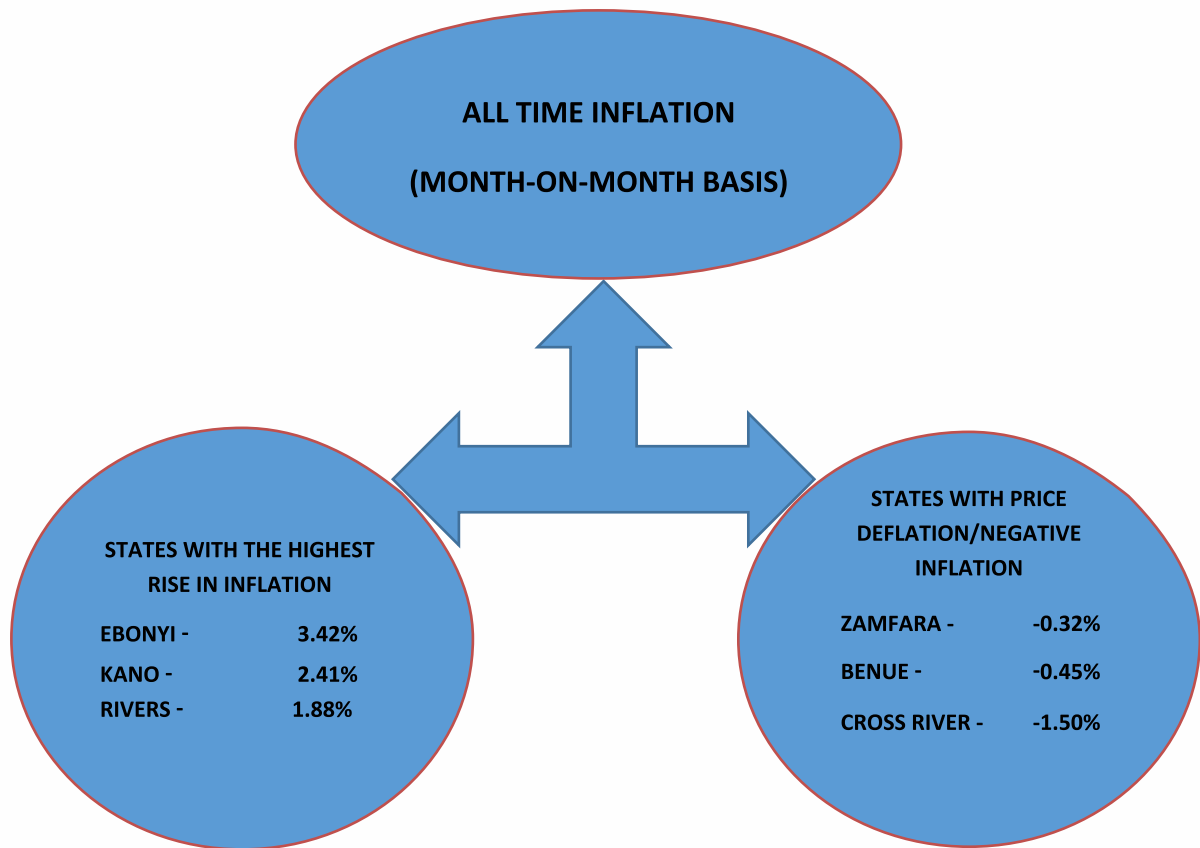 ALL TIME INFLATION
(MONTH-ON-MONTH BASIS)
STATES WITH THE HIGHEST
RISE IN INFLATION
EBONYI - 3.42%
KANO - 2.41%
RIVERS - 1.88%
STATES WITH PRICE
DEFLATION/NEGATIVE
INFLATION
ZAMFARA - -0.32%
BENUE - -0.45%
CROSS RIVER - -1.50%